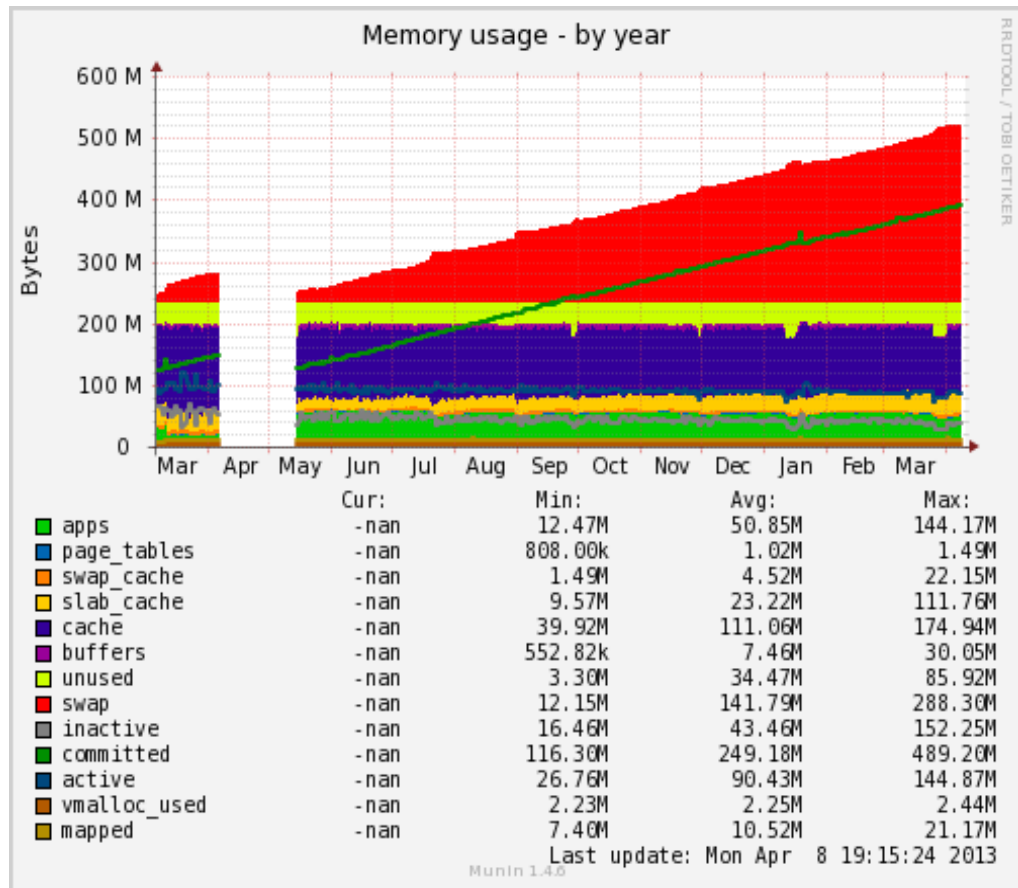 Memory usage - by year
RRDTOOL / TOBI OETIKER
Bytes
600 M
500 M
400 M
300 M
200 M
100 M
0
Mar Apr May Jun Jul Aug Sep Oct Nov Dec Jan Feb Mar
Cur: Min: Avg: Max:
apps -nan 12.47M 50.85M 144.17M
page_tables -nan 808.00k 1.02M 1.49M
swap_cache -nan 1.49M 4.52M 22.15M
slab_cache -nan 9.57M 23.22M 111.76M
cache -nan 39.92M 111.06M 174.94M
buffers -nan 552.82k 7.46M 30.05M
unused -nan 3.30M 34.47M 85.92M
swap -nan 12.15M 141.79M 288.30M
inactive -nan 16.46M 43.46M 152.25M
committed -nan 116.30M 249.18M 489.20M
active -nan 26.76M 90.43M 144.87M
vmalloc_used -nan 2.23M 2.25M 2.44M
mapped -nan 7.40M 10.52M 21.17M
Last update: Mon Apr 8 19:15:24 2013
Munin 1.4.6